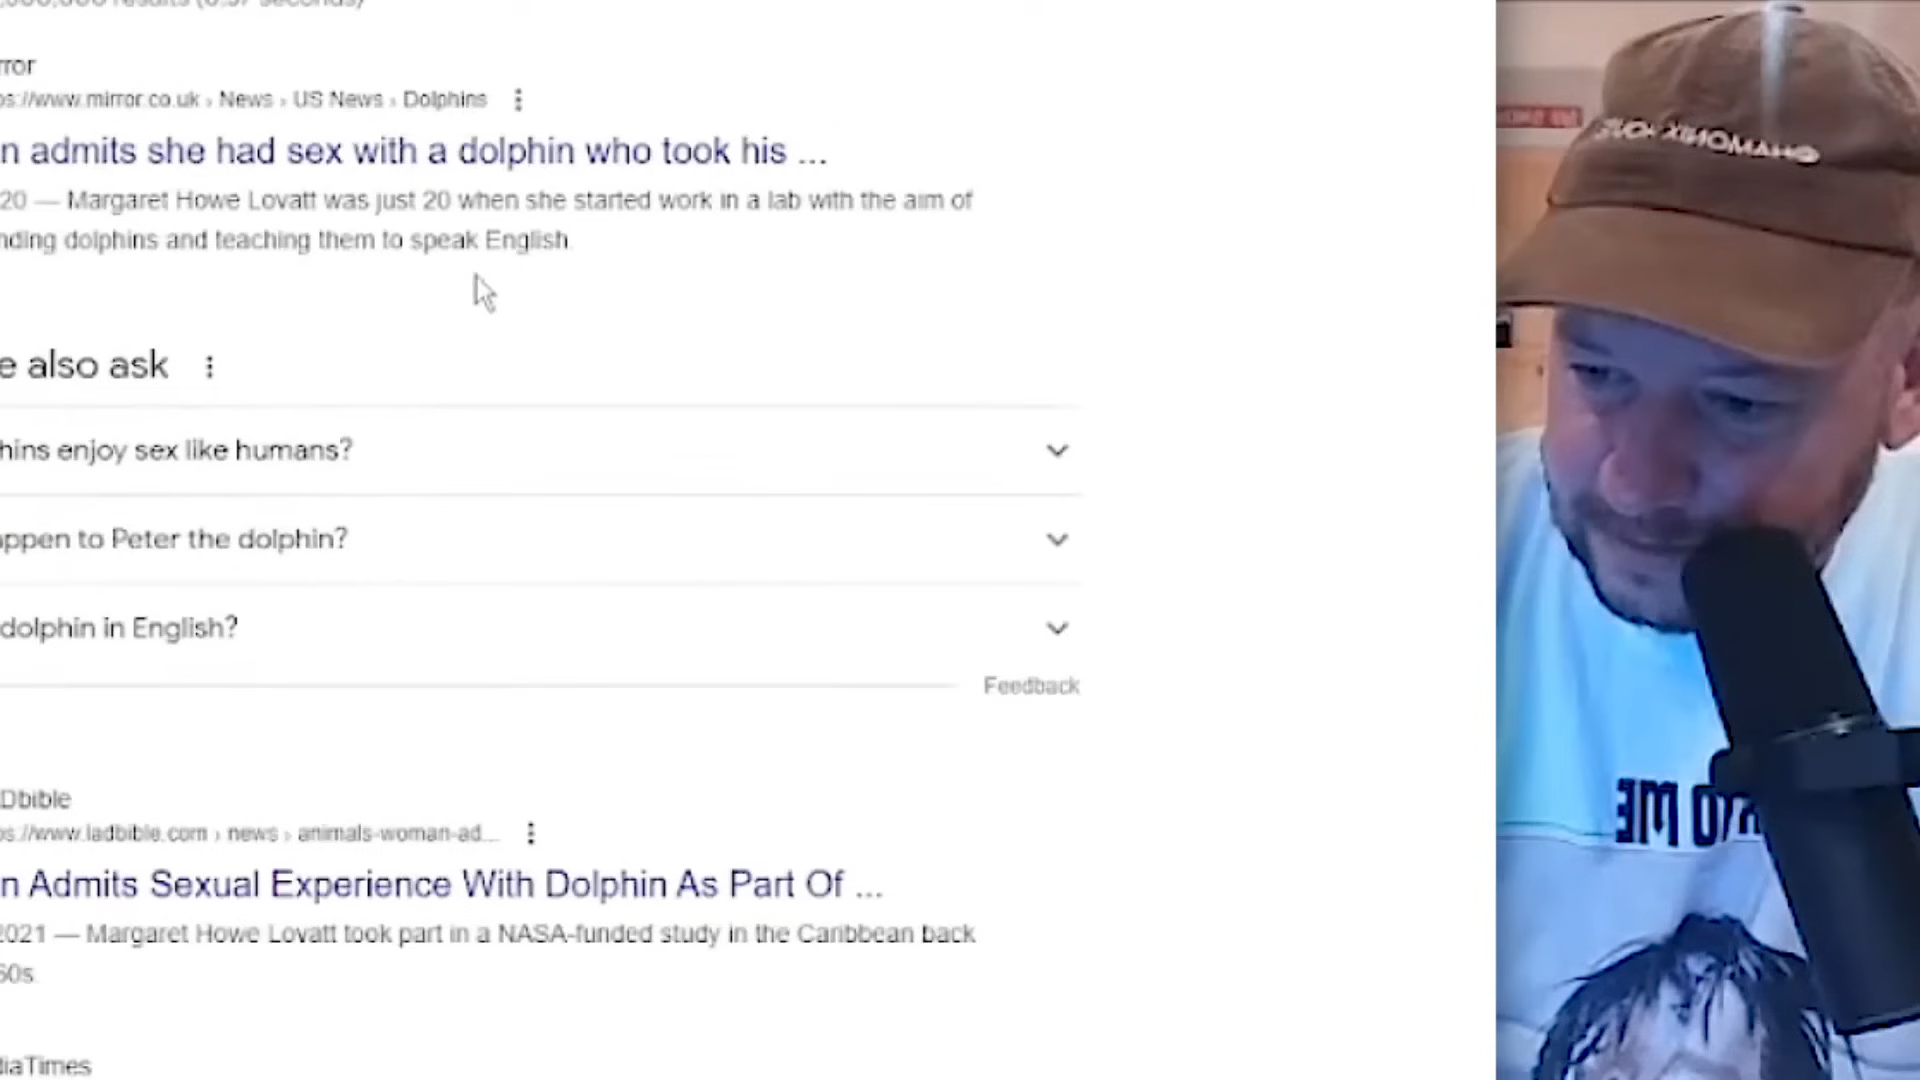 rror
ps://www.mirror.co.uk › News › US News › Dolphins
n admits she had sex with a dolphin who took his ...
20 — Margaret Howe Lovatt was just 20 when she started work in a lab with the aim of
nding dolphins and teaching them to speak English
e also ask
hins enjoy sex like humans?
appen to Peter the dolphin?
dolphin in English?
Feedback
Dbible
ps://www.ladbible.com › news › animals-woman-ad...
n Admits Sexual Experience With Dolphin As Part Of ...
2021 — Margaret Howe Lovatt took part in a NASA-funded study in the Caribbean back
60s
diaTimes